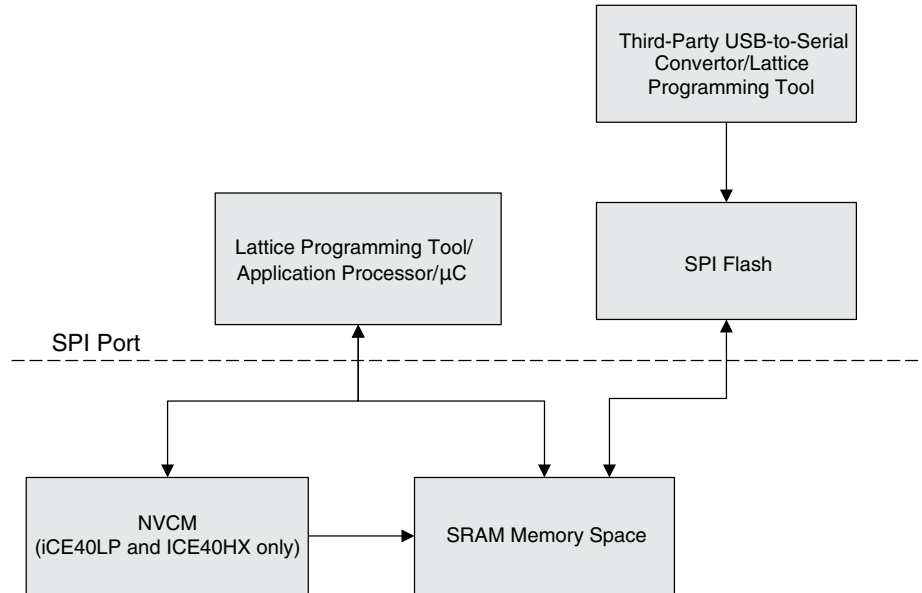 Third-Party USB-to-Serial
Convertor/Lattice
Programming Tool
Lattice Programming Tool/
Application Processor/µC
SPI Flash
SPI Port
NVCM
(iCE40LP and ICE40HX only)
SRAM Memory Space